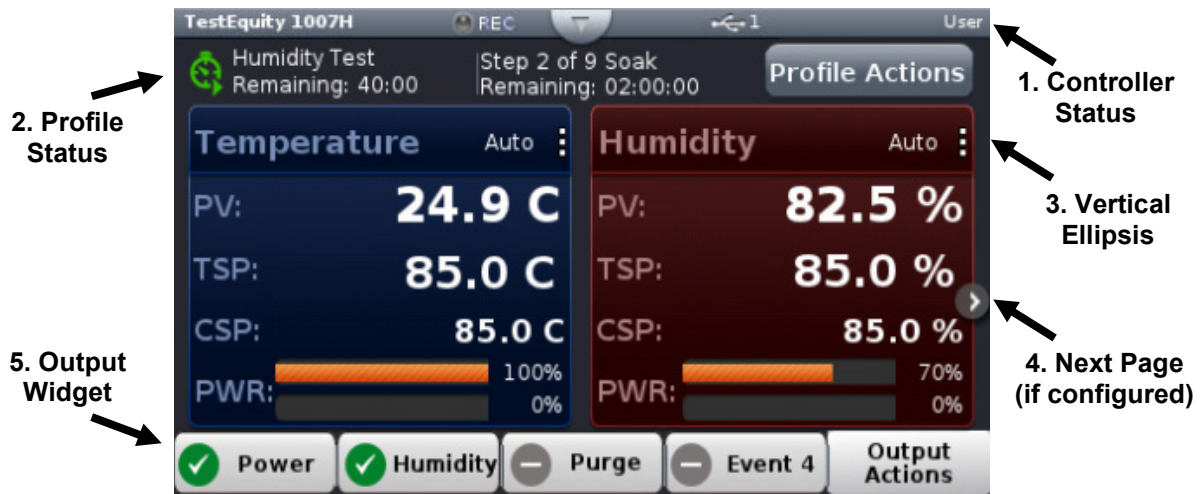 TestEquity 1007H REC 1 User
Humidity Test
Remaining: 40:00
Step 2 of 9 Soak
Remaining: 02:00:00
Profile Actions
1. Controller
Status
2. Profile
Status
Temperature Auto
PV: 24.9 C
TSP: 85.0 C
CSP: 85.0 C
PWR: 100%
0%
Humidity Auto
PV: 82.5 %
TSP: 85.0 %
CSP: 85.0 %
PWR: 70%
0%
3. Vertical
Ellipsis
4. Next Page
(if configured)
5. Output
Widget
Power
Humidity
Purge
Event 4
Output
Actions